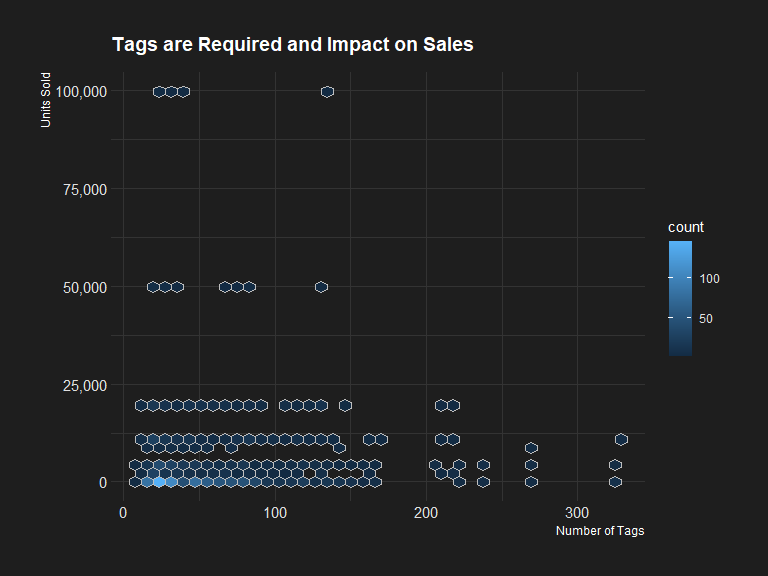 Tags are Required and Impact on Sales
Units Sold
100,000
75,000
50,000
25,000
0
0 100 200 300
Number of Tags
count
100
50